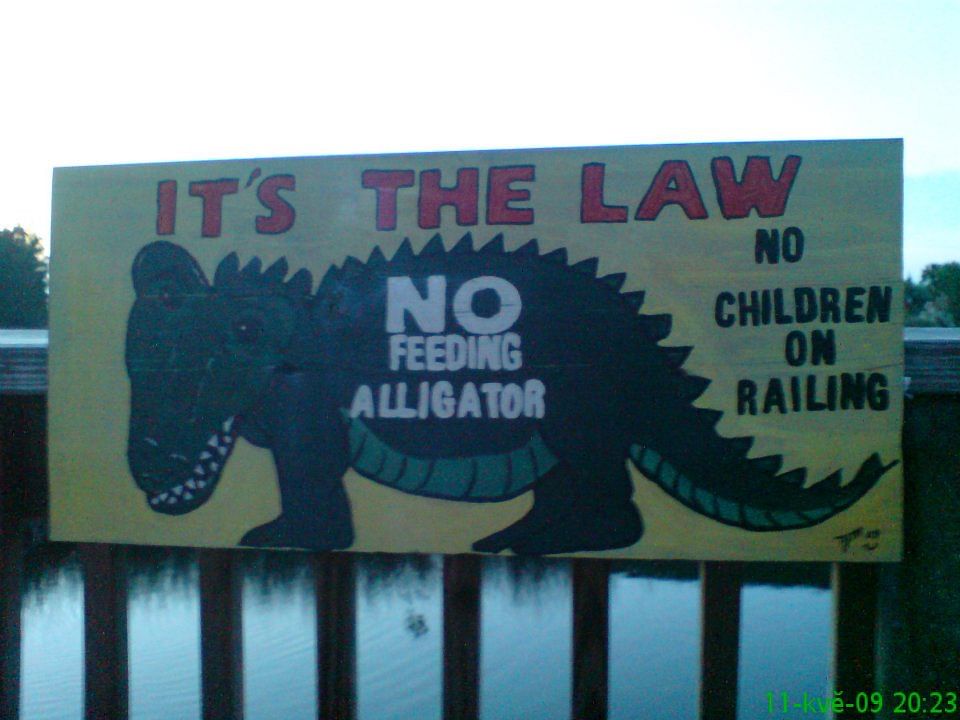 IT'S THE LAW
NO
FEEDING
ALLIGATOR
NO
CHILDREN
ON
RAILING
11-kvě-09 20:23